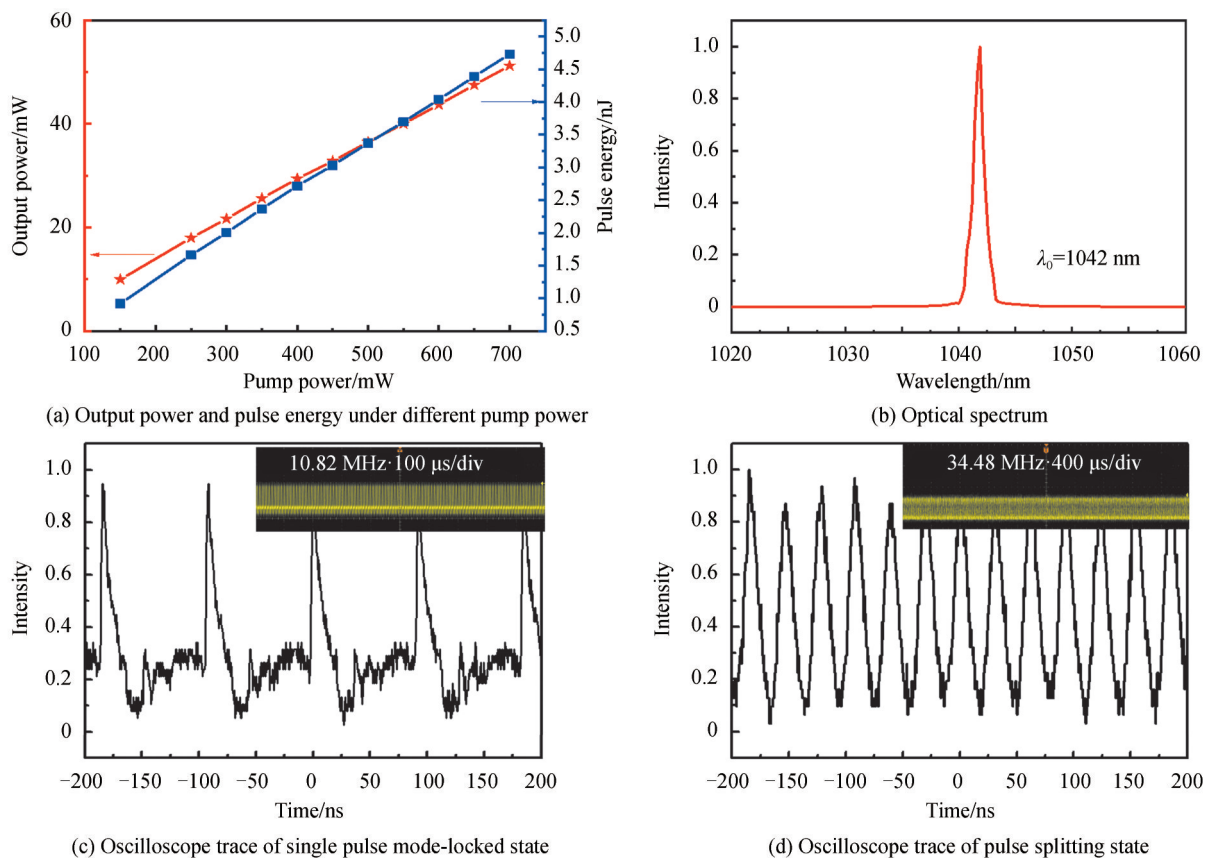 60
40
20
0
Output power/mW
5.0
4.5
4.0
3.5
3.0
2.5
2.0
1.5
1.0
0.5
Pulse energy/nJ
100 200 300 400 500 600 700
Pump power/mW
(a) Output power and pulse energy under different pump power
1.0
0.8
0.6
0.4
0.2
0
Intensity
λ0=1042 nm
1020 1030 1040 1050 1060
Wavelength/nm
(b) Optical spectrum
1.0
0.8
0.6
0.4
0.2
0
Intensity
10.82 MHz·100 μs/div
−200 −150 −100 −50 0 50 100 150 200
Time/ns
(c) Oscilloscope trace of single pulse mode-locked state
1.0
0.8
0.6
0.4
0.2
0
Intensity
34.48 MHz·400 μs/div
−200 −150 −100 −50 0 50 100 150 200
Time/ns
(d) Oscilloscope trace of pulse splitting state